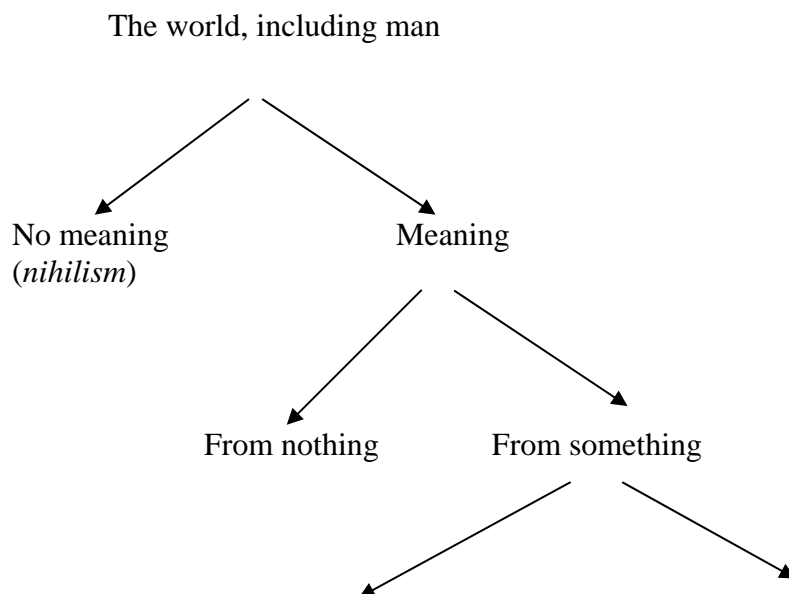 The world, including man
No meaning
(nihilism)
Meaning
From nothing
From something